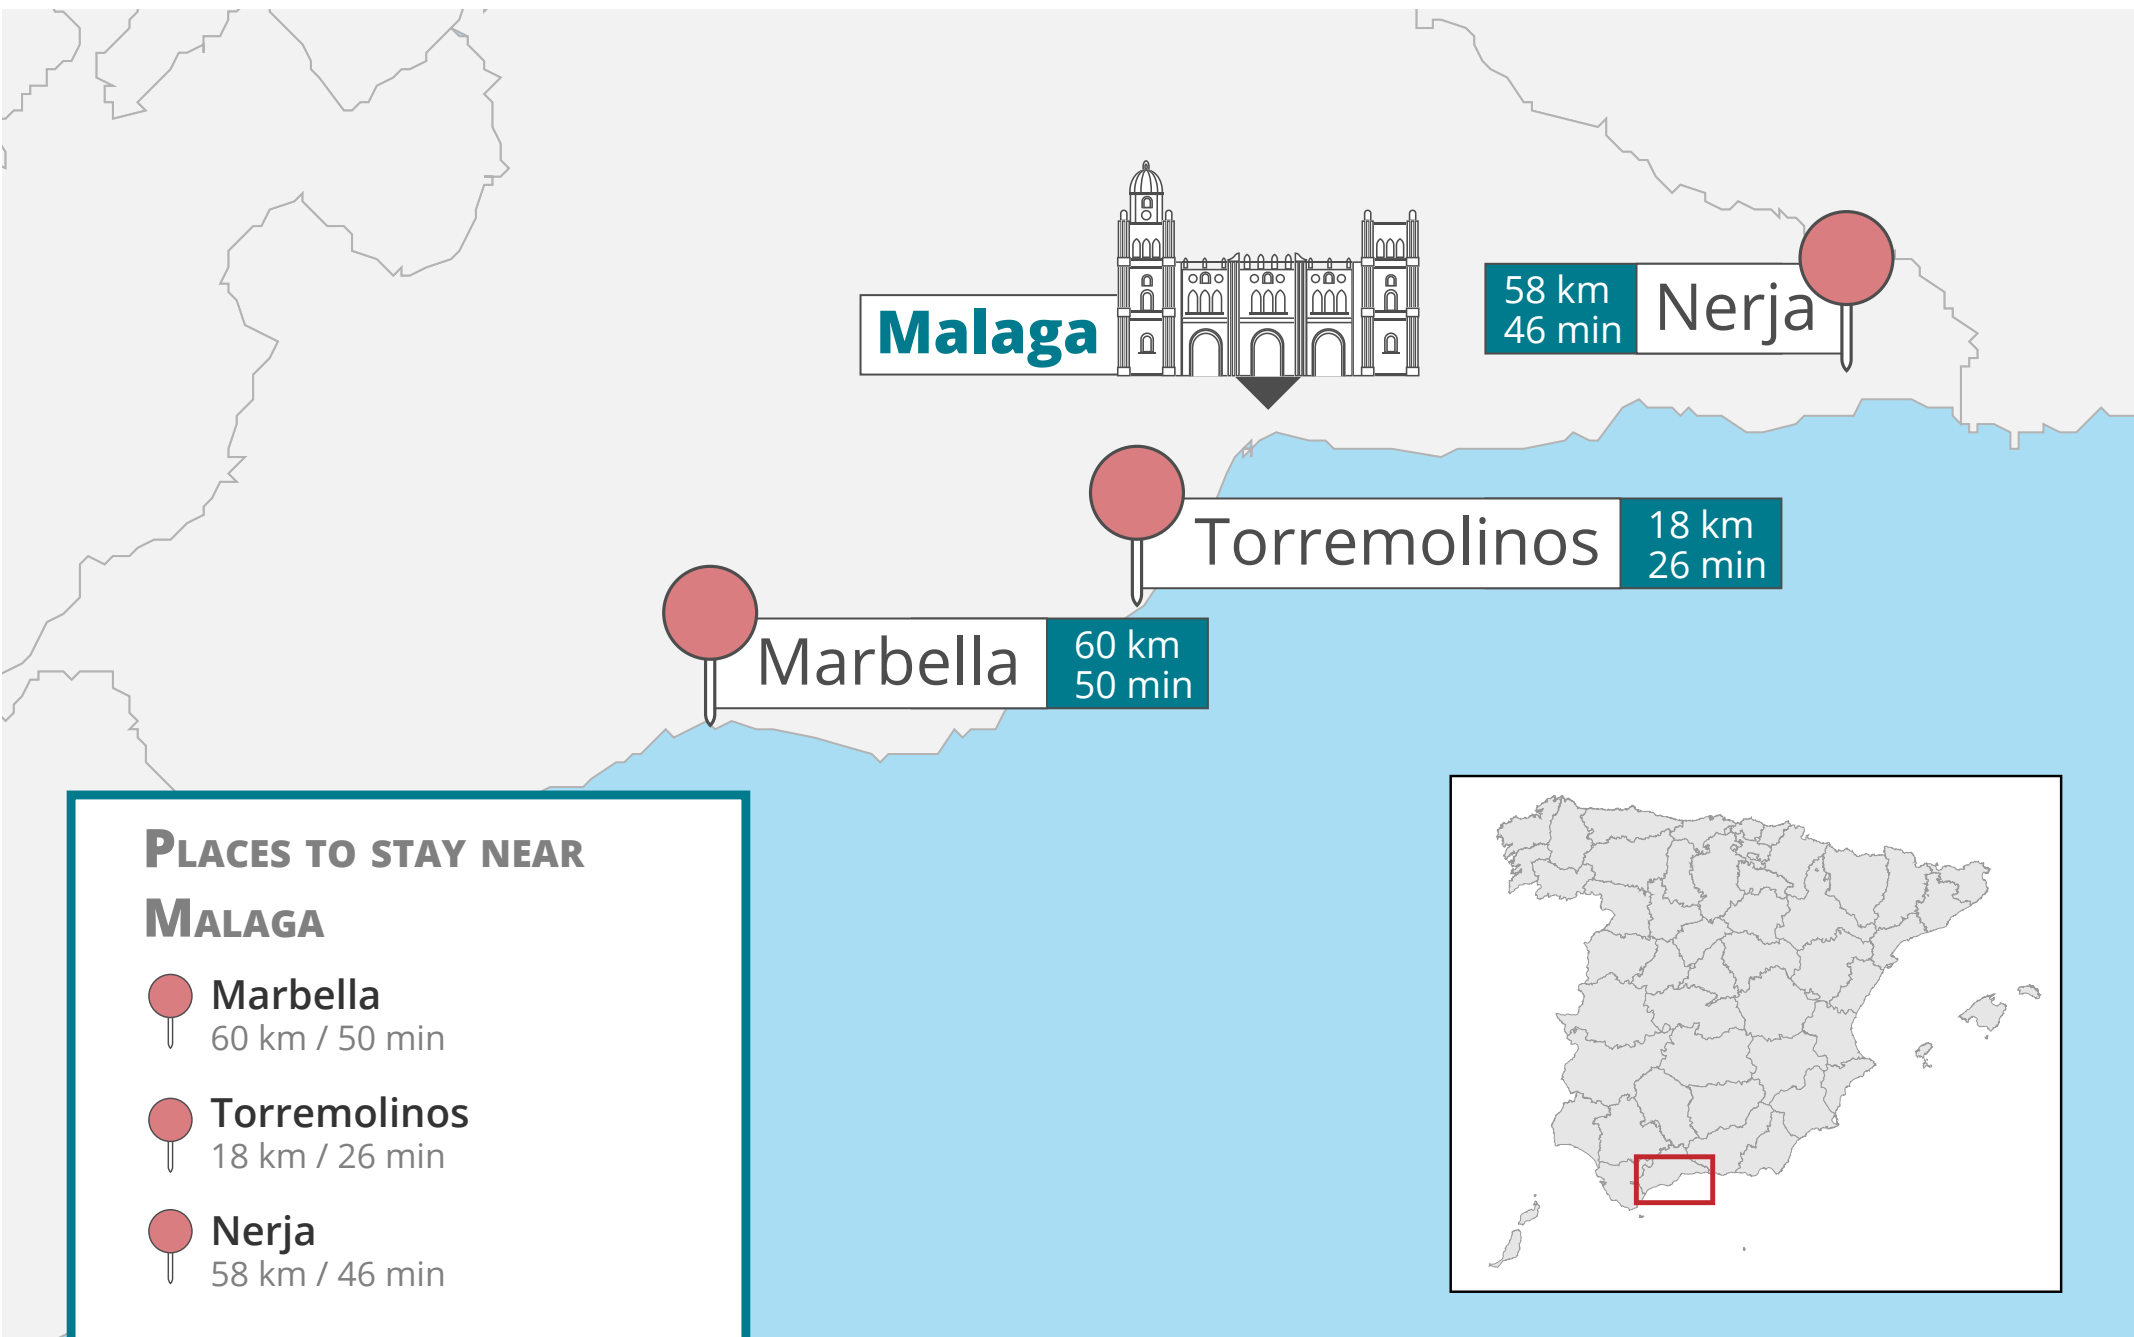 Malaga
58 km
46 min
Nerja
Torremolinos
18 km
26 min
Marbella
60 km
50 min
Places to stay near
Malaga
Marbella
60 km / 50 min
Torremolinos
18 km / 26 min
Nerja
58 km / 46 min